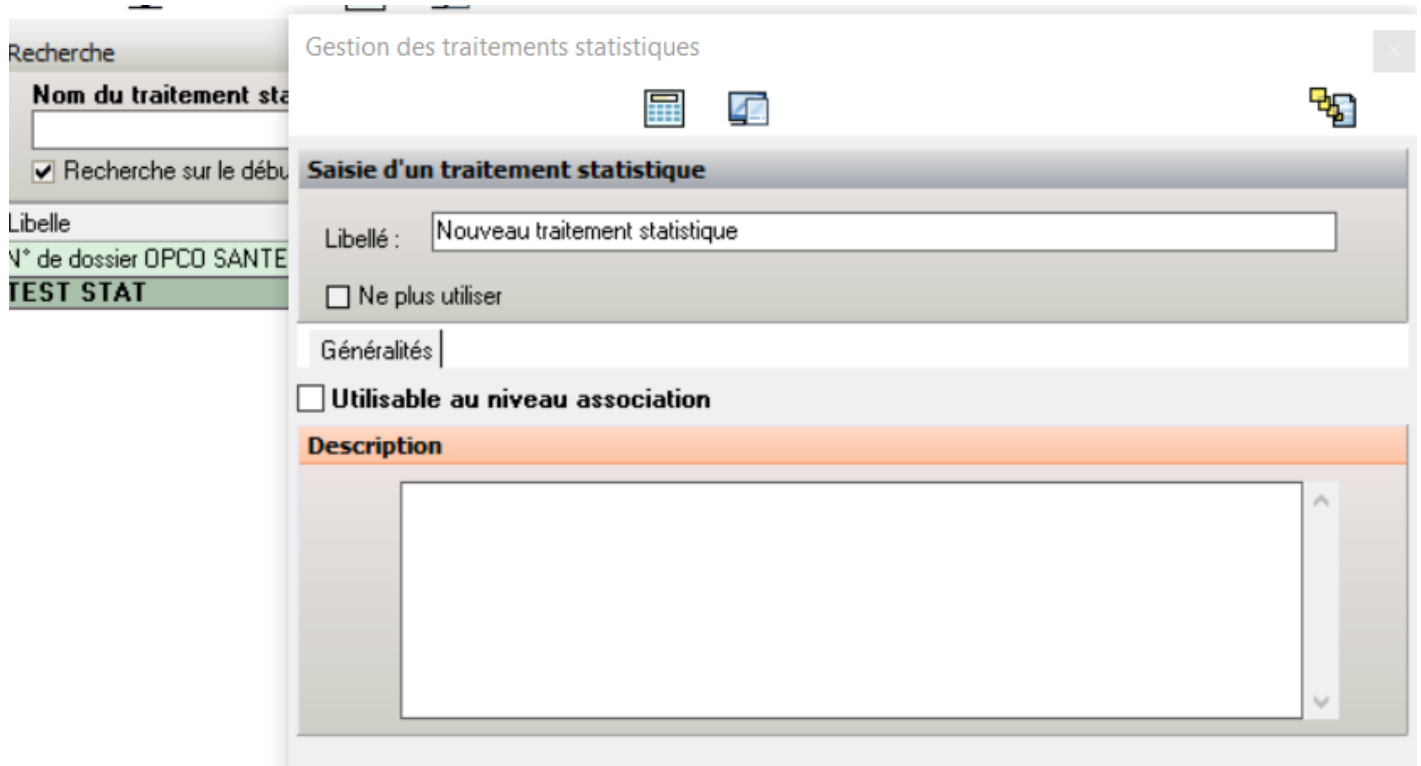 Recherche
Nom du traitement sta
Recherche sur le débu
Libelle
N° de dossier OPCO SANTE
TEST STAT
Gestion des traitements statistiques
Saisie d'un traitement statistique
Libellé :
Nouveau traitement statistique
Ne plus utiliser
Généralités
Utilisable au niveau association
Description